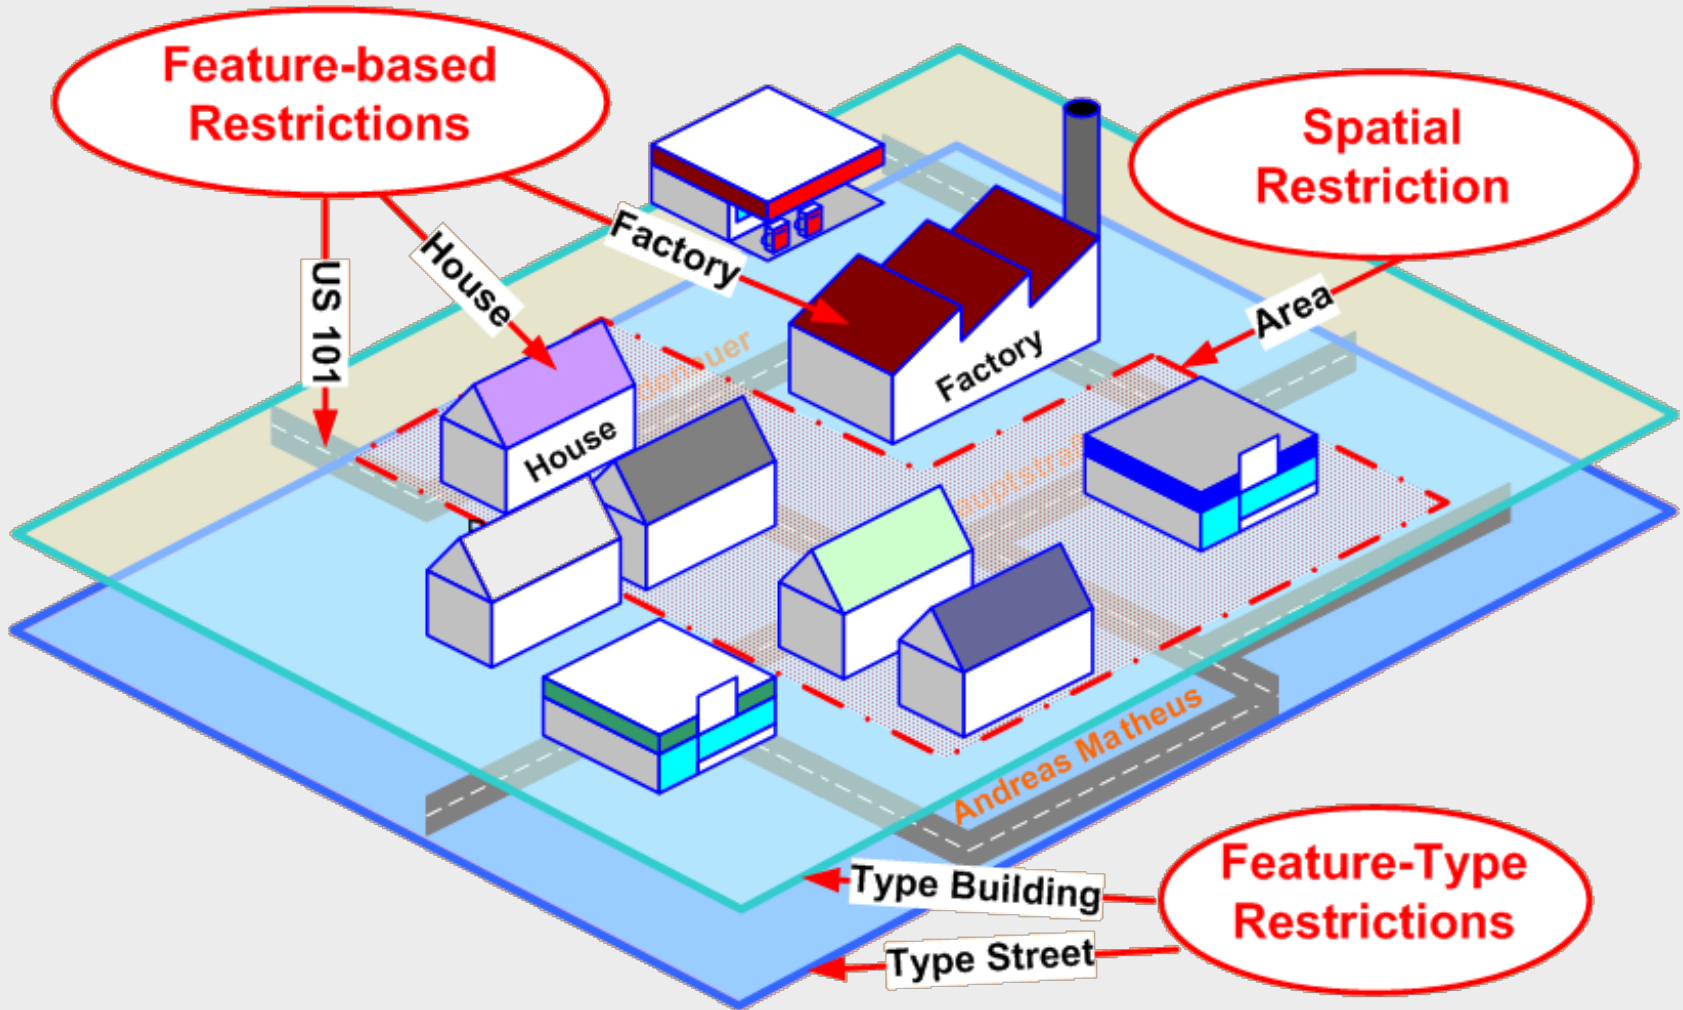 Feature-based
Restrictions
Spatial
Restriction
US 101
House
Factory
Area
Factory
House
Andreas Matheus
Type Building
Type Street
Feature-Type
Restrictions